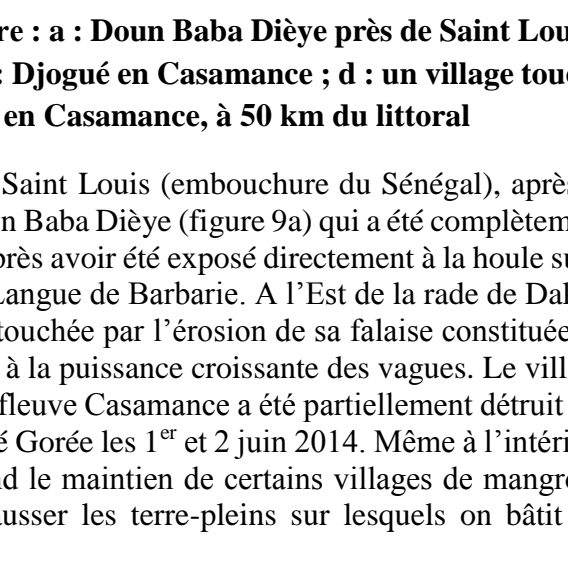 re : a : Doun Baba Dièye près de Saint Lou
: Djogué en Casamance ; d : un village touc
en Casamance, à 50 km du littoral
Saint Louis (embouchure du Sénégal), après
n Baba Dièye (figure 9a) qui a été complètem
près avoir été exposé directement à la houle su
Langue de Barbarie. A l’Est de la rade de Dal
touchée par l’érosion de sa falaise constituée
à la puissance croissante des vagues. Le vill
fleuve Casamance a été partiellement détruit
é Gorée les 1er et 2 juin 2014. Même à l’intéri
nd le maintien de certains villages de mangro
ausser les terre-pleins sur lesquels on bâtit